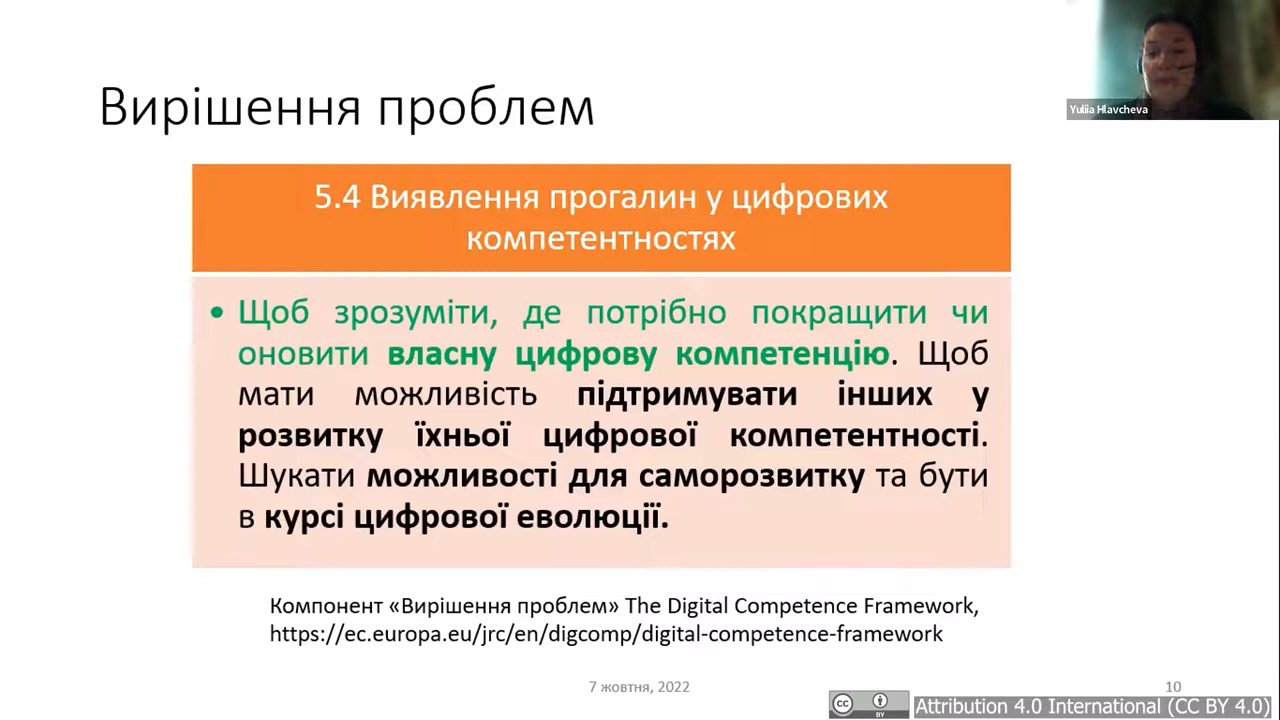 Вирішення проблем
Yuliia Hlavcheva
5.4 Виявлення прогалин у цифрових
компетентностях
• Щоб зрозуміти, де потрібно покращити чи
оновити власну цифрову компетенцію. Щоб
мати можливість підтримувати інших у
розвитку їхньої цифрової компетентності.
Шукати можливості для саморозвитку та бути
в курсі цифрової еволюції.
Компонент «Вирішення проблем» The Digital Competence Framework,
https://ec.europa.eu/jrc/en/digcomp/digital-competence-framework
7 жовтня, 2022
10
cc BY
Attribution 4.0 International (CC BY 4.0)